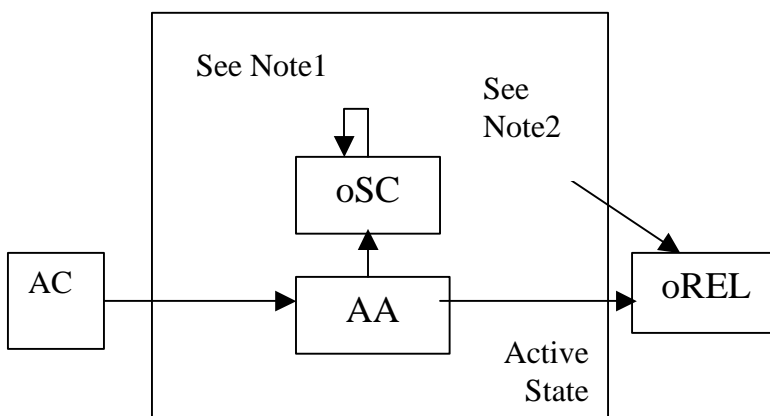 See Note1
See
Note2
oSC
AC
AA
oREL
Active
State